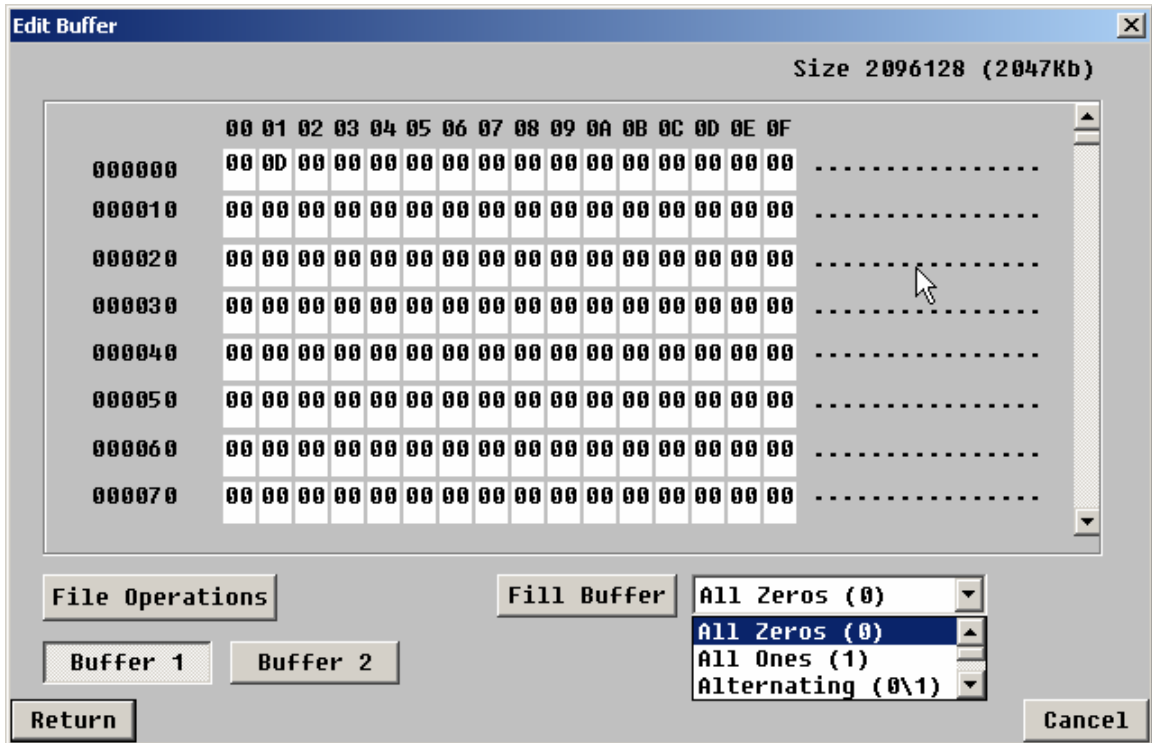 Edit Buffer
Size 2096128 (2047Kb)
00 01 02 03 04 05 06 07 08 09 0A 0B 0C 0D 0E 0F
000000 00 0D 00 00 00 00 00 00 00 00 00 00 00 00 00 00 ................
000010 00 00 00 00 00 00 00 00 00 00 00 00 00 00 00 00 ................
000020 00 00 00 00 00 00 00 00 00 00 00 00 00 00 00 00 ................
000030 00 00 00 00 00 00 00 00 00 00 00 00 00 00 00 00 ................
000040 00 00 00 00 00 00 00 00 00 00 00 00 00 00 00 00 ................
000050 00 00 00 00 00 00 00 00 00 00 00 00 00 00 00 00 ................
000060 00 00 00 00 00 00 00 00 00 00 00 00 00 00 00 00 ................
000070 00 00 00 00 00 00 00 00 00 00 00 00 00 00 00 00 ................
File Operations Fill Buffer All Zeros (0)
All Zeros (0)
Buffer 1 Buffer 2 All Ones (1)
Alternating (0\1)
Return Cancel